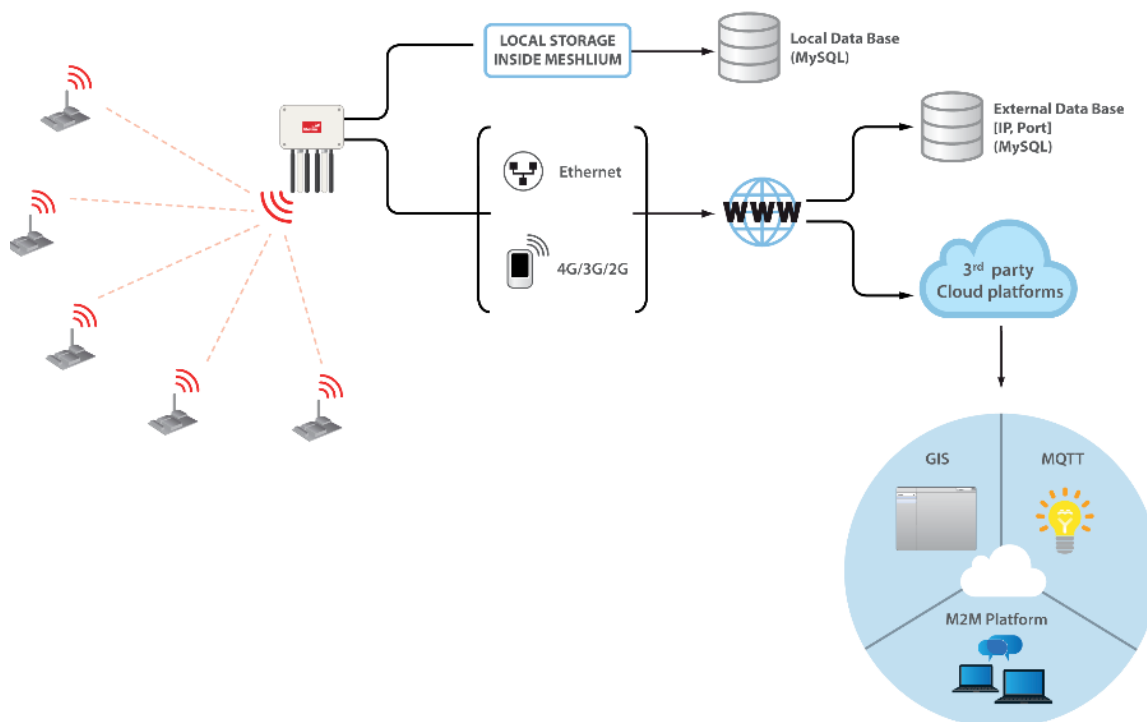 LOCAL STORAGE
INSIDE MESHLIUM
Local Data Base
(MySQL)
External Data Base
[IP, Port]
(MySQL)
Ethernet
4G/3G/2G
WWW
3rd party
Cloud platforms
GIS
MQTT
M2M Platform